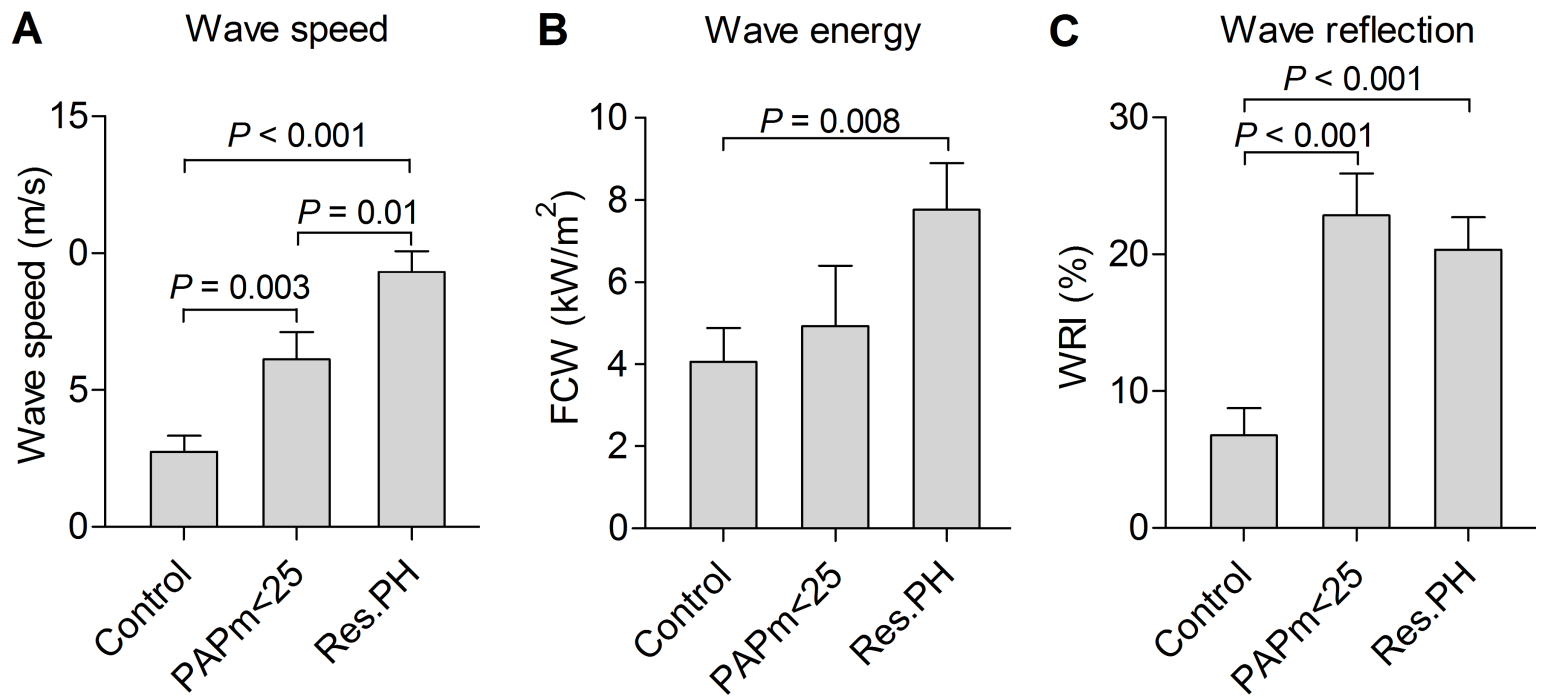 A Wave speed
Wave speed (m/s)
15
0
5
0
P < 0.001
P = 0.01
P = 0.003
Control
PAPm<25
Res.PH
B Wave energy
FCW (kW/m²)
10
8
6
4
2
0
P = 0.008
Control
PAPm<25
Res.PH
C Wave reflection
WRI (%)
30
20
10
0
P < 0.001
P < 0.001
Control
PAPm<25
Res.PH